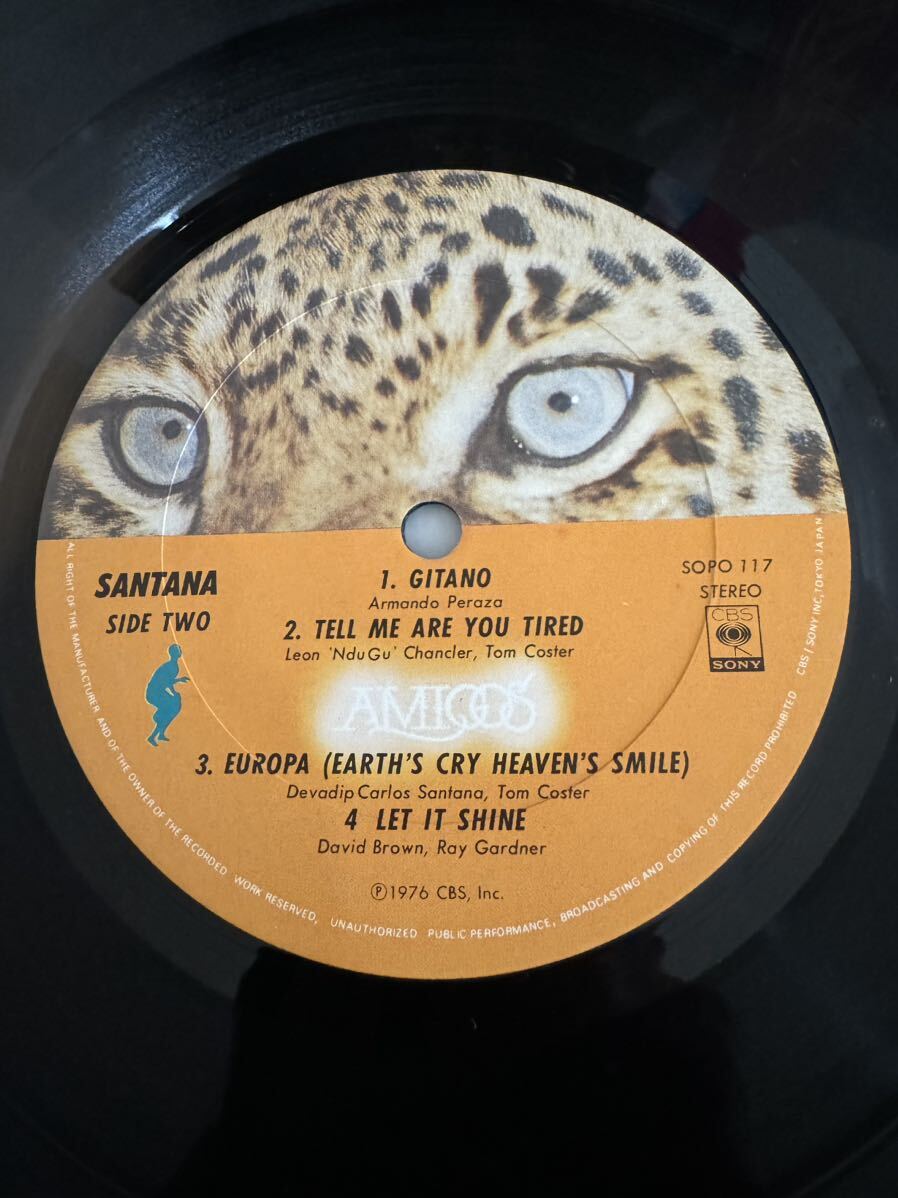 SANTANA
SIDE TWO
1. GITANO
Armando Peraza
2. TELL ME ARE YOU TIRED
Leon 'NduGu' Chancler, Tom Coster
AMIGOS
3. EUROPA (EARTH'S CRY HEAVEN'S SMILE)
Devadip Carlos Santana, Tom Coster
4 LET IT SHINE
David Brown, Ray Gardner
℗1976 CBS, Inc.
SOPO 117
STEREO
CBS
SONY
ALL RIGHT OF THE MANUFACTURER AND OF THE OWNER OF THE RECORDED WORK RESERVED, UNAUTHORIZED PUBLIC PERFORMANCE, BROADCASTING AND COPYING OF THIS RECORD PROHIBITED CBS / SONY INC, TOKYO JAPAN